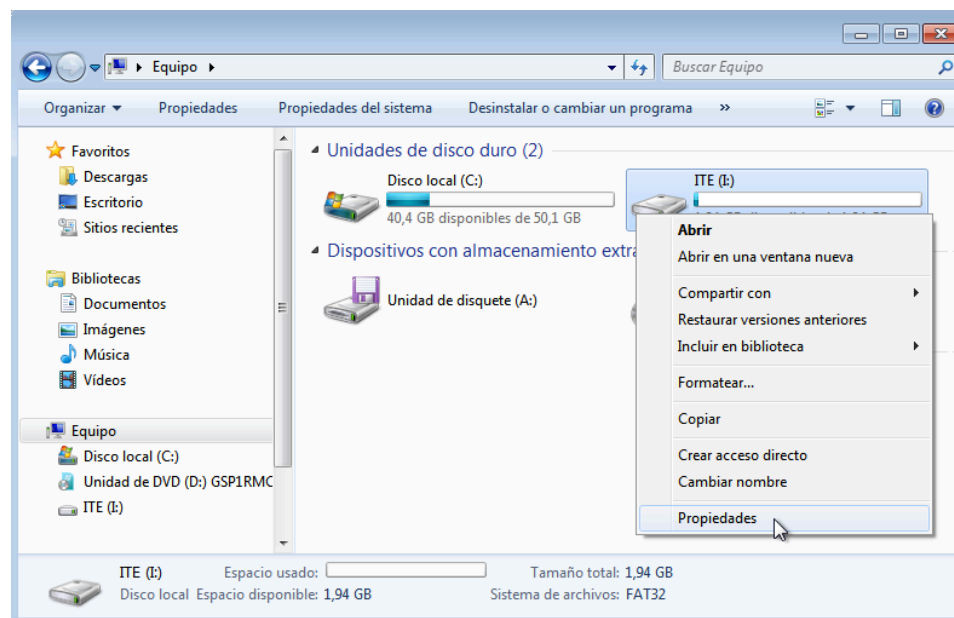 Equipo
Buscar Equipo
Organizar Propiedades Propiedades del sistema Desinstalar o cambiar un programa »
Favoritos
Descargas
Escritorio
Sitios recientes
Bibliotecas
Documentos
Imágenes
Música
Vídeos
Equipo
Disco local (C:)
Unidad de DVD (D:) GSP1RMC
ITE (I:)
Unidades de disco duro (2)
Disco local (C:)
40,4 GB disponibles de 50,1 GB
ITE (I:)
Dispositivos con almacenamiento extra
Unidad de disquete (A:)
Abrir
Abrir en una ventana nueva
Compartir con
Restaurar versiones anteriores
Incluir en biblioteca
Formatear...
Copiar
Crear acceso directo
Cambiar nombre
Propiedades
ITE (I:) Espacio usado: Tamaño total: 1,94 GB
Disco local Espacio disponible: 1,94 GB Sistema de archivos: FAT32